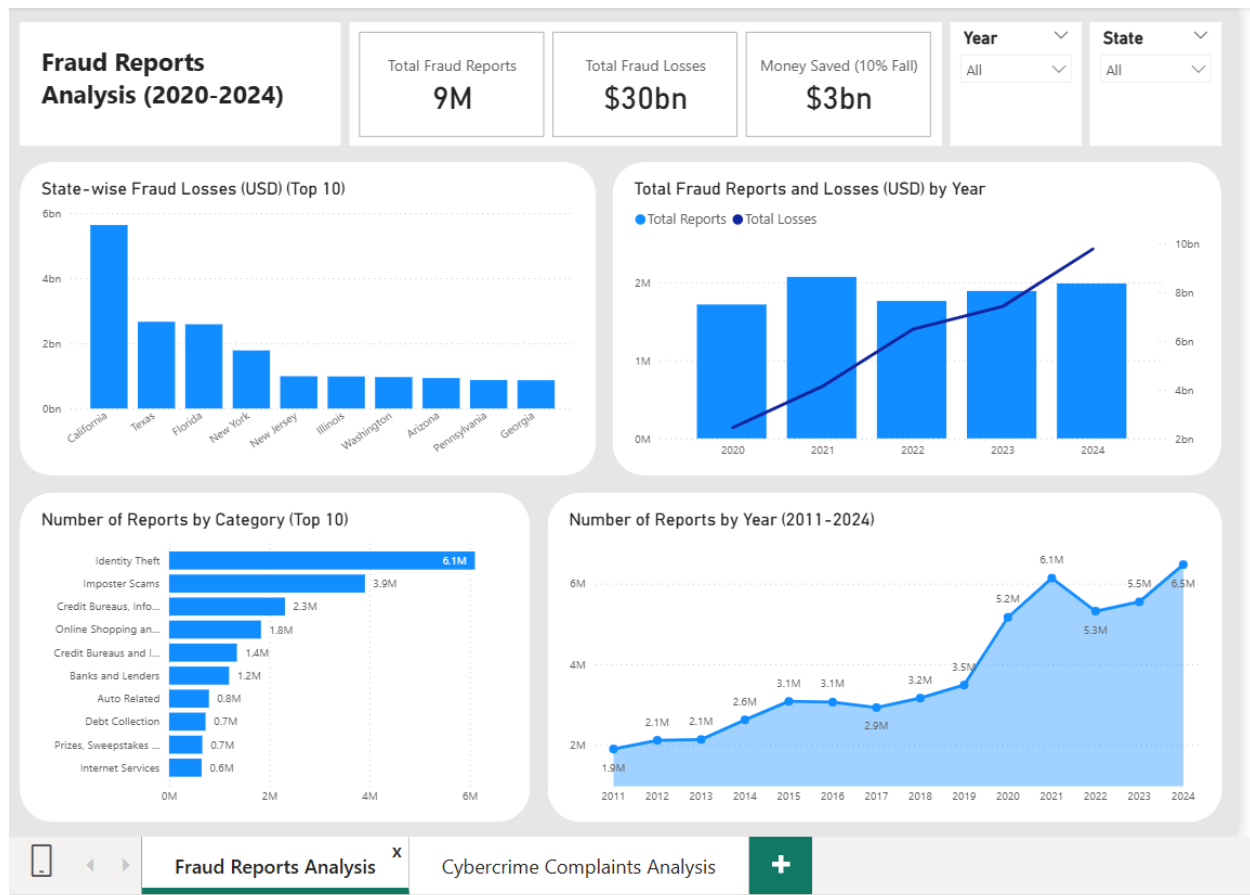 Fraud Reports
Analysis (2020-2024)
Total Fraud Reports
9M
Total Fraud Losses
$30bn
Money Saved (10% Fall)
$3bn
Year
All
State
All
State-wise Fraud Losses (USD) (Top 10)
6bn
4bn
2bn
0bn
California
Texas
Florida
New York
New Jersey
Illinois
Washington
Arizona
Pennsylvania
Georgia
Total Fraud Reports and Losses (USD) by Year
Total Reports Total Losses
2M
1M
0M
10bn
8bn
6bn
4bn
2bn
2020 2021 2022 2023 2024
Number of Reports by Category (Top 10)
Identity Theft 6.1M
Imposter Scams 3.9M
Credit Bureaus, Info... 2.3M
Online Shopping an... 1.8M
Credit Bureaus and I... 1.4M
Banks and Lenders 1.2M
Auto Related 0.8M
Debt Collection 0.7M
Prizes, Sweepstakes ... 0.7M
Internet Services 0.6M
0M 2M 4M 6M
Number of Reports by Year (2011-2024)
6M
4M
2M
1.9M
2.1M
2.1M
2.6M
3.1M
3.1M
2.9M
3.2M
3.5M
5.2M
6.1M
5.3M
5.5M
6.5M
2011 2012 2013 2014 2015 2016 2017 2018 2019 2020 2021 2022 2023 2024
Fraud Reports Analysis x
Cybercrime Complaints Analysis
+